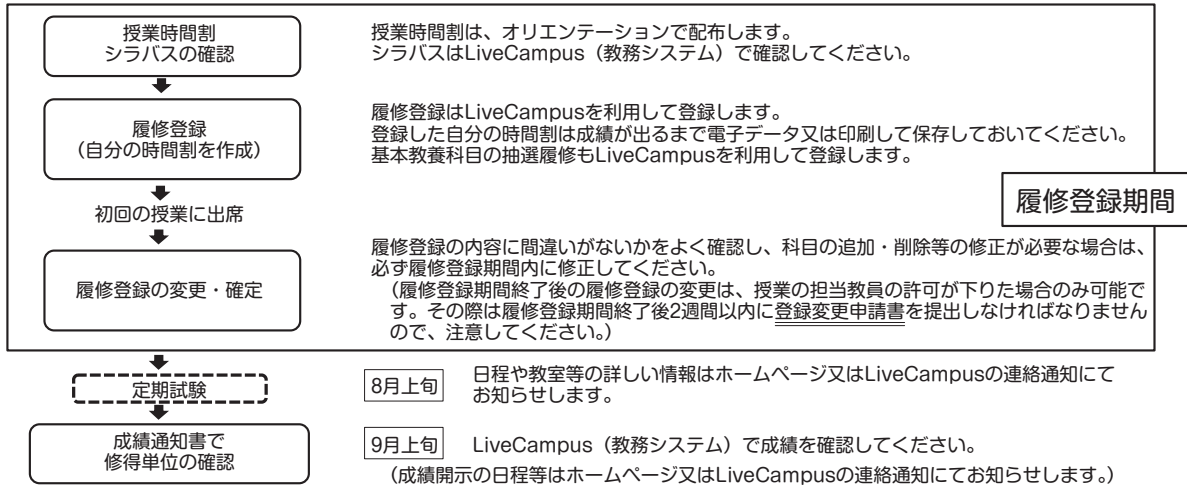 授業時間割
シラバスの確認
授業時間割は、オリエンテーションで配布します。
シラバスはLiveCampus（教務システム）で確認してください。
履修登録
（自分の時間割を作成）
履修登録はLiveCampusを利用して登録します。
登録した自分の時間割は成績が出るまで電子データ又は印刷して保存しておいてください。
基本教養科目の抽選履修もLiveCampusを利用して登録します。
履修登録期間
初回の授業に出席
履修登録の変更・確定
履修登録の内容に間違いがないかをよく確認し、科目の追加・削除等の修正が必要な場合は、
必ず履修登録期間内に修正してください。
（履修登録期間終了後の履修登録の変更は、授業の担当教員の許可が下りた場合のみ可能で
す。その際は履修登録期間終了後2週間以内に登録変更申請書を提出しなければなりません
ので、注意してください。）
定期試験
8月上旬
日程や教室等の詳しい情報はホームページ又はLiveCampusの連絡通知にて
お知らせします。
成績通知書で
修得単位の確認
9月上旬
LiveCampus（教務システム）で成績を確認してください。
（成績開示の日程等はホームページ又はLiveCampusの連絡通知にてお知らせします。）